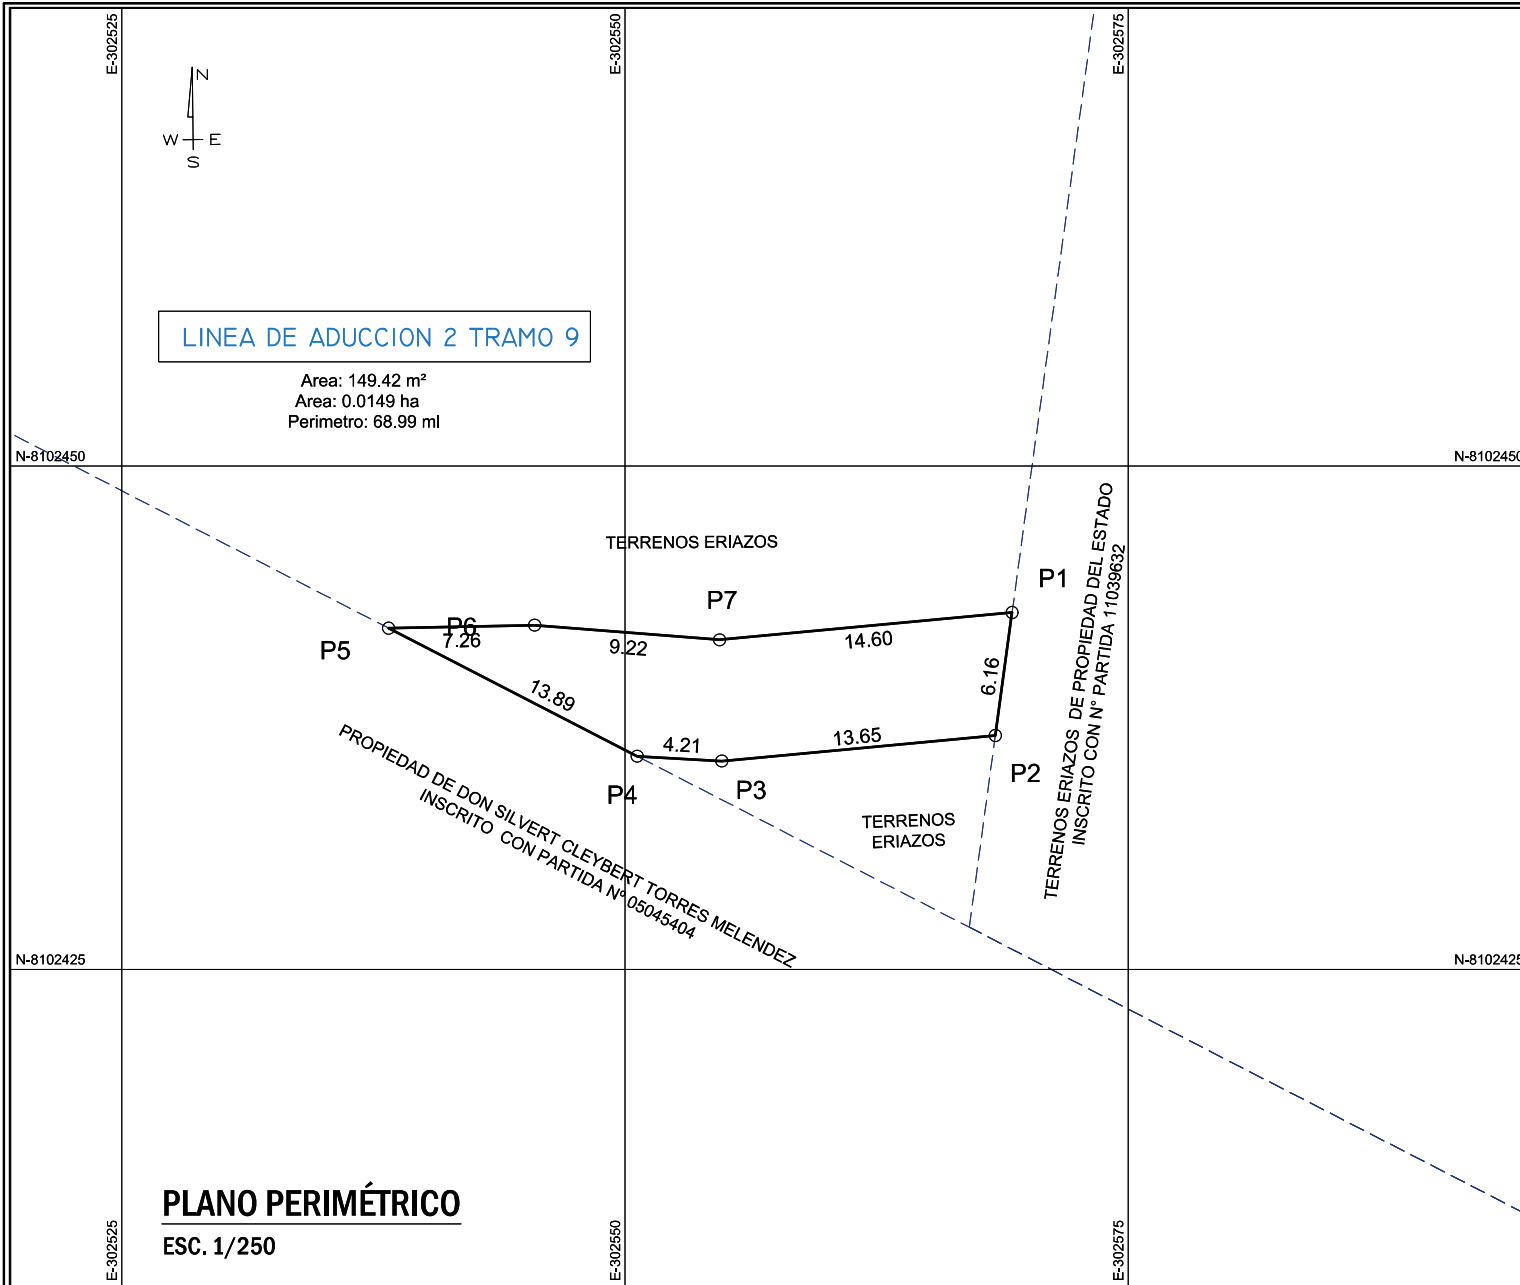 E-302525
E-302550
E-302575
N
W E
S
LINEA DE ADUCCION 2 TRAMO 9
Area: 149.42 m²
Area: 0.0149 ha
Perimetro: 68.99 ml
N-8102450
N-8102450
TERRENOS ERIAZOS
TERRENOS ERIAZOS DE PROPIEDAD DEL ESTADO
INSCRITO CON N° PARTIDA 11039632
P1
P7
P6
P5
7.26
9.22
14.60
6.16
13.89
4.21
13.65
P2
P3
P4
TERRENOS
ERIAZOS
PROPIEDAD DE DON SILVERT CLEYBERT TORRES MELENDEZ
INSCRITO CON PARTIDA N° 05045404
N-8102425
N-8102425
PLANO PERIMÉTRICO
ESC. 1/250
E-302525
E-302550
E-302575